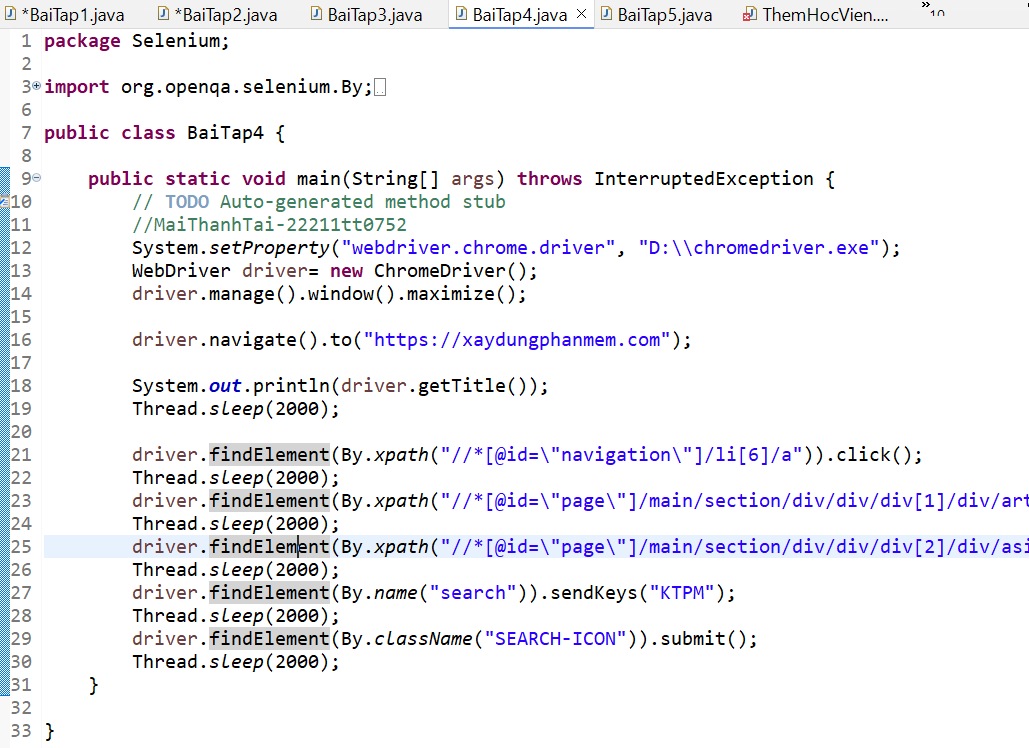 *BaiTap1.java *BaiTap2.java BaiTap3.java BaiTap4.java BaiTap5.java ThemHocVien.... »10
1 package Selenium;
2
3 import org.openqa.selenium.By;
6
7 public class BaiTap4 {
8
9 public static void main(String[] args) throws InterruptedException {
10 // TODO Auto-generated method stub
11 //MaiThanhTai-22211tt0752
12 System.setProperty("webdriver.chrome.driver", "D:\\chromedriver.exe");
13 WebDriver driver= new ChromeDriver();
14 driver.manage().window().maximize();
15
16 driver.navigate().to("https://xaydungphanmem.com");
17
18 System.out.println(driver.getTitle());
19 Thread.sleep(2000);
20
21 driver.findElement(By.xpath("//*[@id=\"navigation\"]/li[6]/a")).click();
22 Thread.sleep(2000);
23 driver.findElement(By.xpath("//*[@id=\"page\"]/main/section/div/div/div[1]/div/art
24 Thread.sleep(2000);
25 driver.findElement(By.xpath("//*[@id=\"page\"]/main/section/div/div/div[2]/div/asi
26 Thread.sleep(2000);
27 driver.findElement(By.name("search")).sendKeys("KTPM");
28 Thread.sleep(2000);
29 driver.findElement(By.className("SEARCH-ICON")).submit();
30 Thread.sleep(2000);
31 }
32
33 }